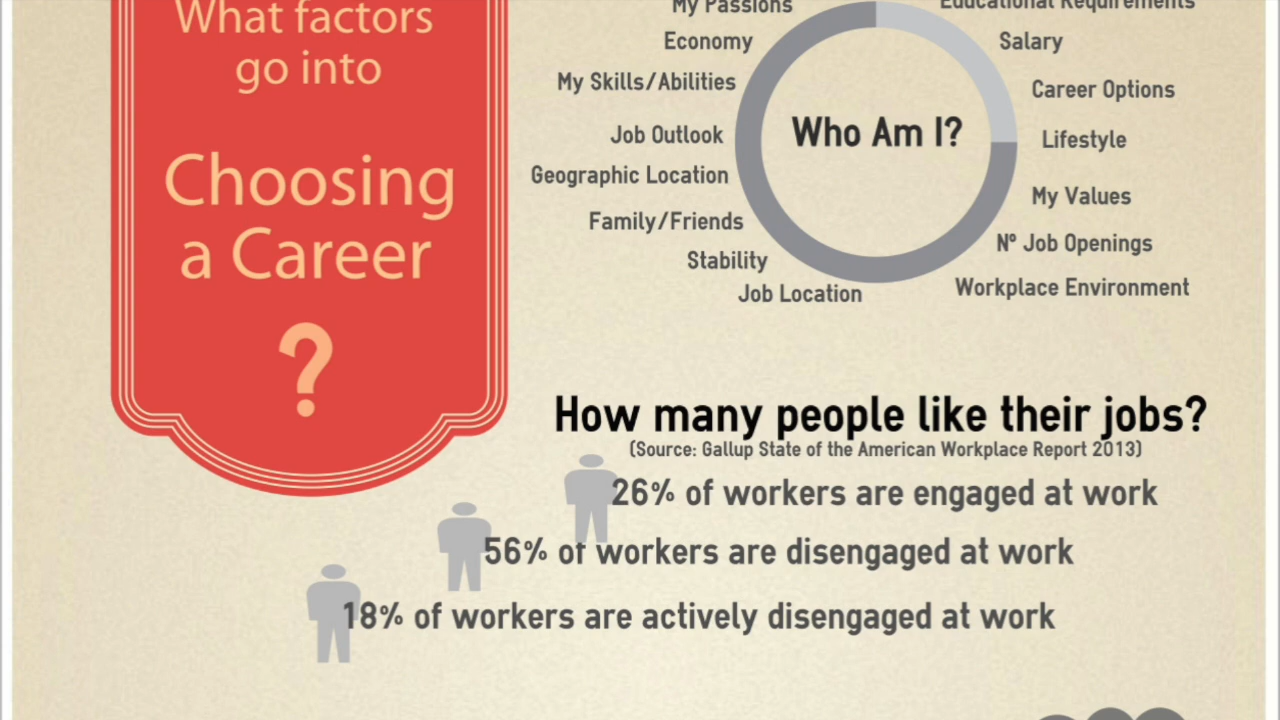 What factors
go into
Choosing
a Career
?
My Passions
Economy
My Skills/Abilities
Job Outlook
Geographic Location
Family/Friends
Stability
Job Location
Who Am I?
Educational Requirements
Salary
Career Options
Lifestyle
My Values
Nº Job Openings
Workplace Environment
How many people like their jobs?
(Source: Gallup State of the American Workplace Report 2013)
26% of workers are engaged at work
56% of workers are disengaged at work
18% of workers are actively disengaged at work